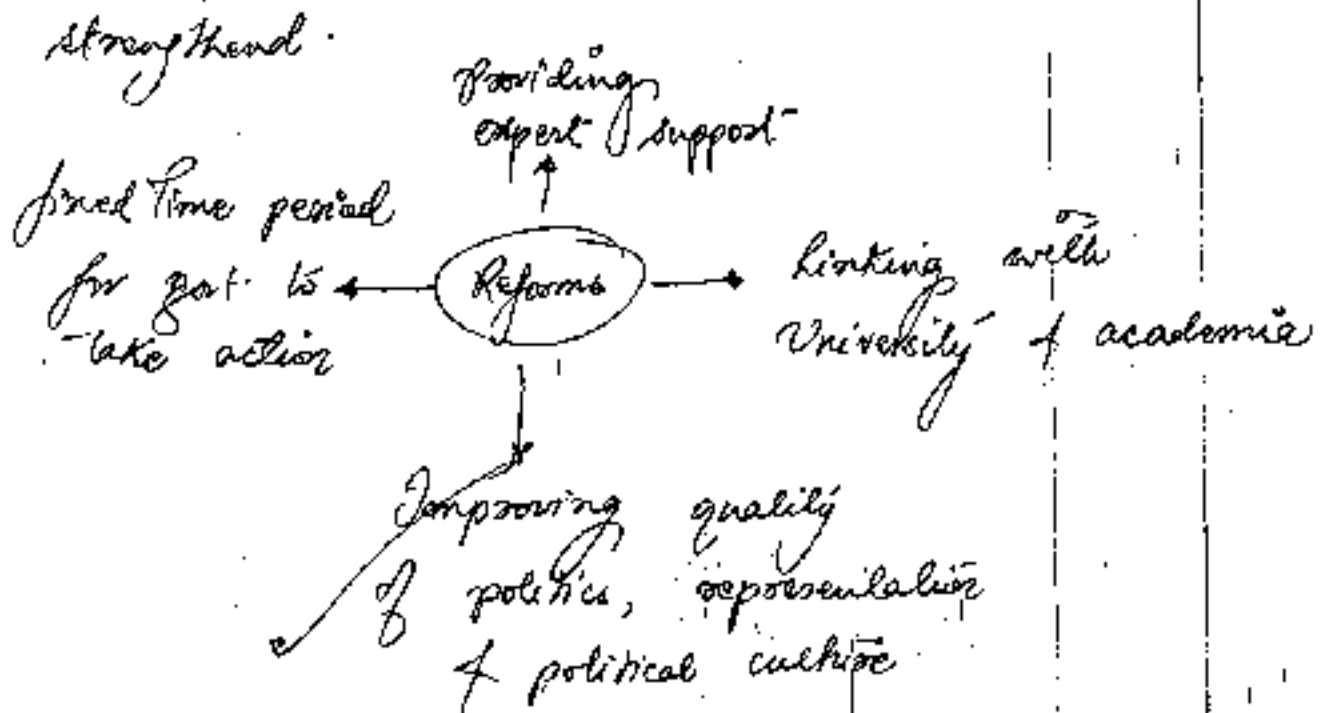 strengthend.
Providing
expert support
fixed Time period
for govt. to
take action
Reforms
Linking with
University & academia
Improving quality
of politics, representation
& political culture